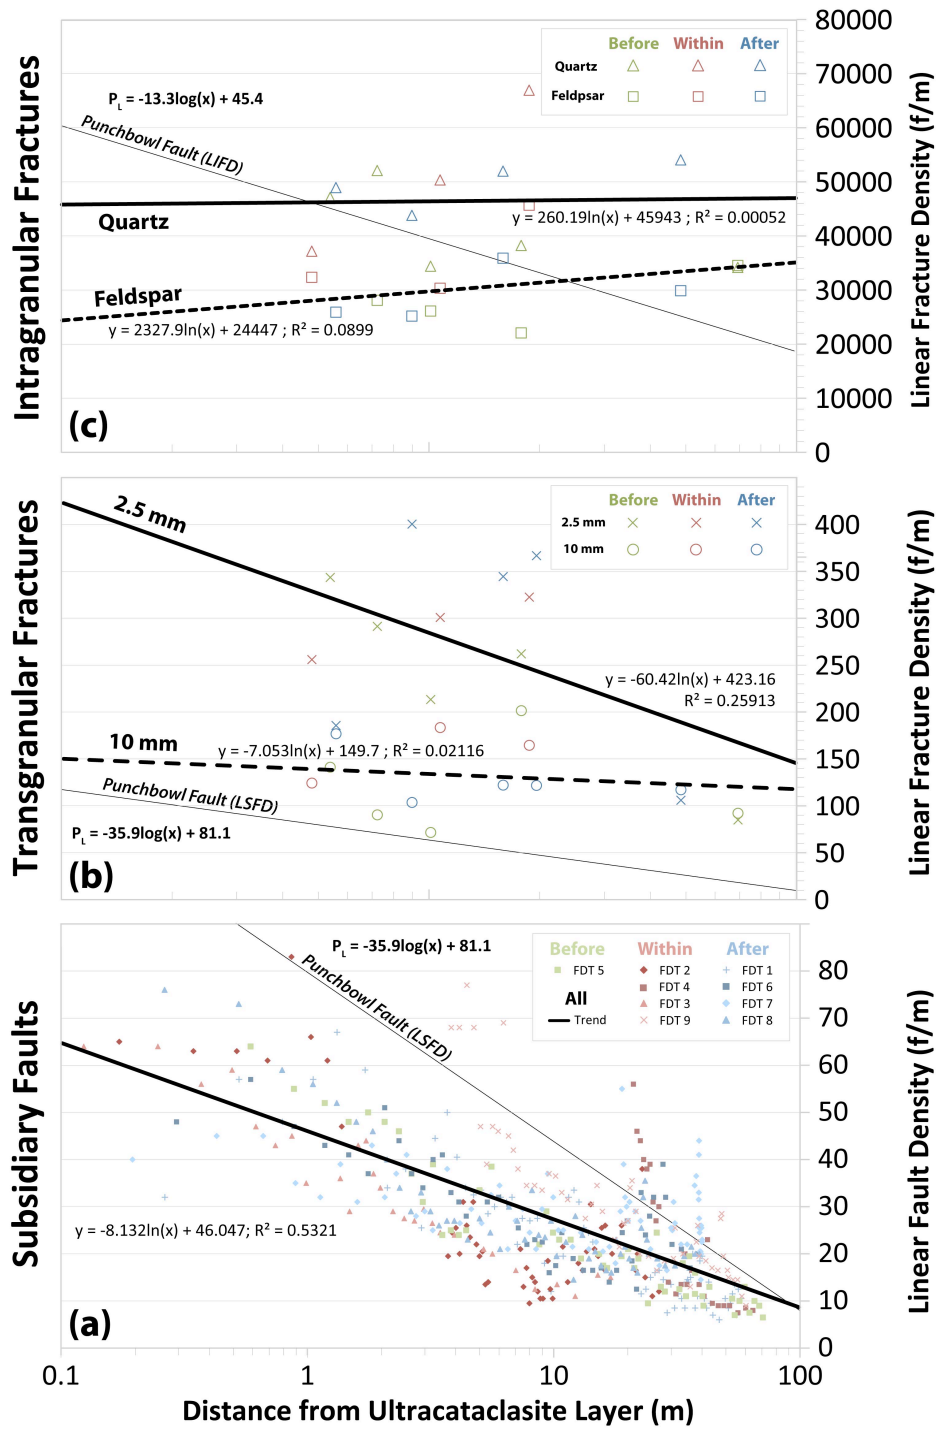 Intragranular Fractures
P_L = -13.3log(x) + 45.4
Punchbowl Fault (LIFD)
Before Within After
Quartz
Feldpsar
Quartz
y = 260.19ln(x) + 45943 ; R² = 0.00052
Feldspar
y = 2327.9ln(x) + 24447 ; R² = 0.0899
(c)
80000
70000
60000
50000
40000
30000
20000
10000
0
Linear Fracture Density (f/m)
Transgranular Fractures
2.5 mm
Before Within After
2.5 mm
10 mm
y = -60.42ln(x) + 423.16
R² = 0.25913
10 mm
y = -7.053ln(x) + 149.7 ; R² = 0.02116
Punchbowl Fault (LSFD)
P_L = -35.9log(x) + 81.1
(b)
400
350
300
250
200
150
100
50
0
Linear Fracture Density (f/m)
Subsidiary Faults
P_L = -35.9log(x) + 81.1
Punchbowl Fault (LSFD)
Before Within After
FDT 5 FDT 2 FDT 1
FDT 4 FDT 6
All
FDT 3 FDT 7
Trend FDT 9 FDT 8
y = -8.132ln(x) + 46.047; R² = 0.5321
(a)
80
70
60
50
40
30
20
10
0
Linear Fault Density (f/m)
0.1 1 10 100
Distance from Ultracataclasite Layer (m)